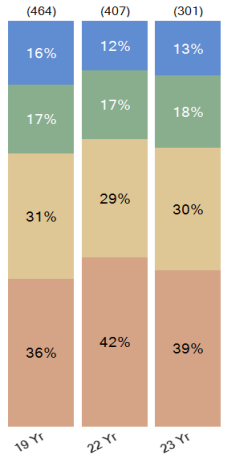 (464) (407) (301)
16% 12% 13%
17% 17% 18%
31% 29% 30%
36% 42% 39%
19 Yr 22 Yr 23 Yr